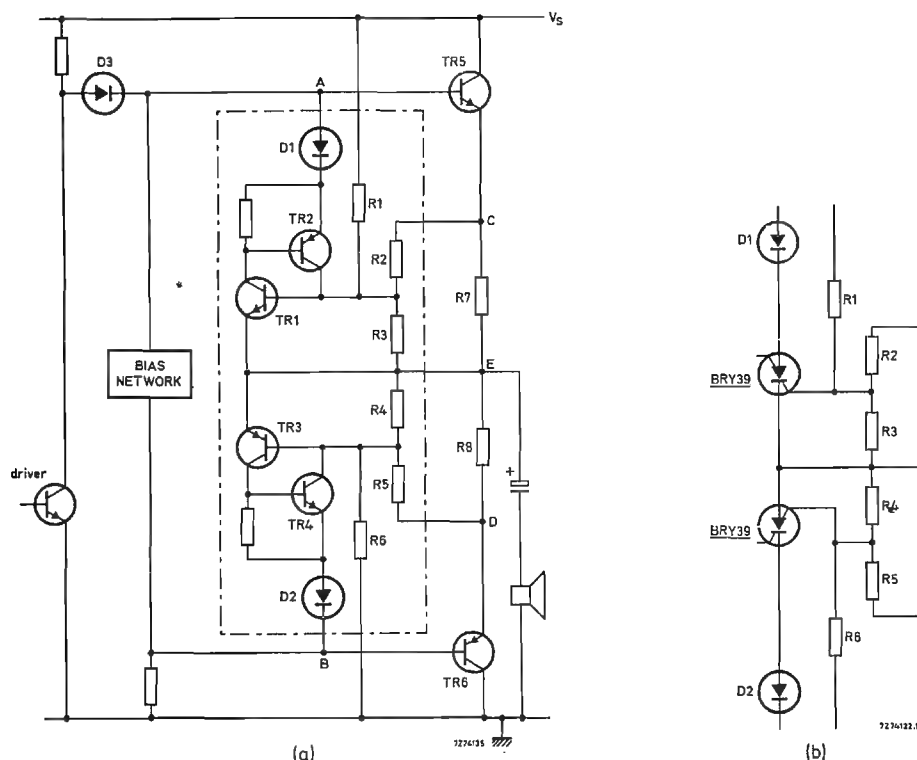 V_S
D3
A
TR5
D1
R1
TR2
C
R2
R7
TR1
R3
E
BIAS
NETWORK
TR3
R4
R8
driver
TR4
R5
D
R6
+
D2
B
TR6
7Z74135
(a)
D1
R1
R2
BRY39
R3
R4
BRY39
R5
R6
D2
(b)